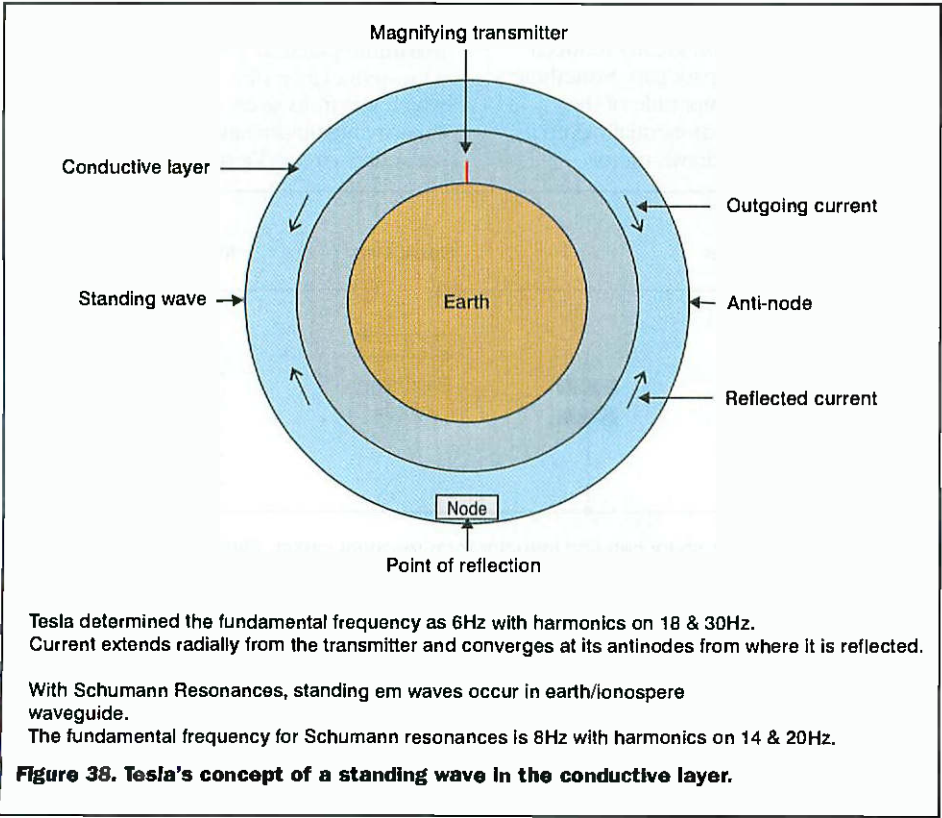 Magnifying transmitter
Conductive layer
Outgoing current
Standing wave
Earth
Anti-node
Reflected current
Node
Point of reflection
Tesla determined the fundamental frequency as 6Hz with harmonics on 18 & 30Hz.
Current extends radially from the transmitter and converges at its antinodes from where it is reflected.
With Schumann Resonances, standing em waves occur in earth/ionospere
waveguide.
The fundamental frequency for Schumann resonances is 8Hz with harmonics on 14 & 20Hz.
Figure 38. Tesla's concept of a standing wave in the conductive layer.